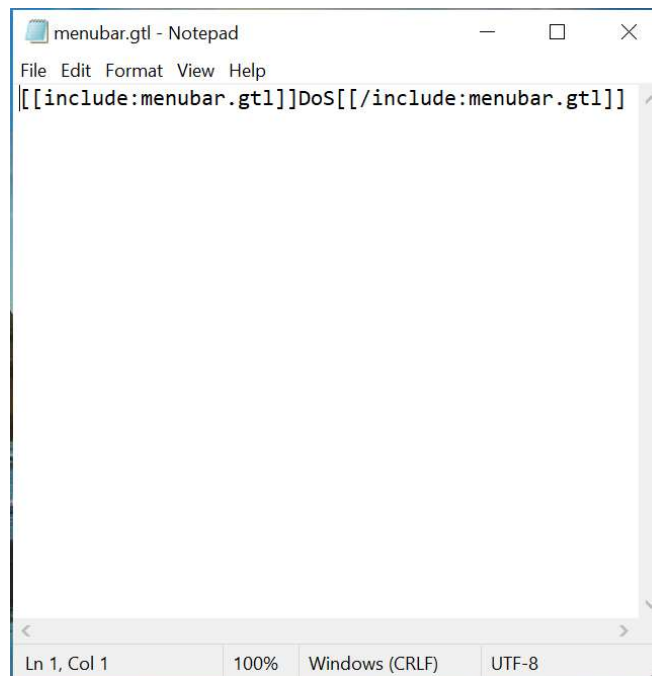 menubar.gtl - Notepad
File Edit Format View Help
[[include:menubar.gtl]]DoS[[/include:menubar.gtl]]
Ln 1, Col 1 100% Windows (CRLF) UTF-8